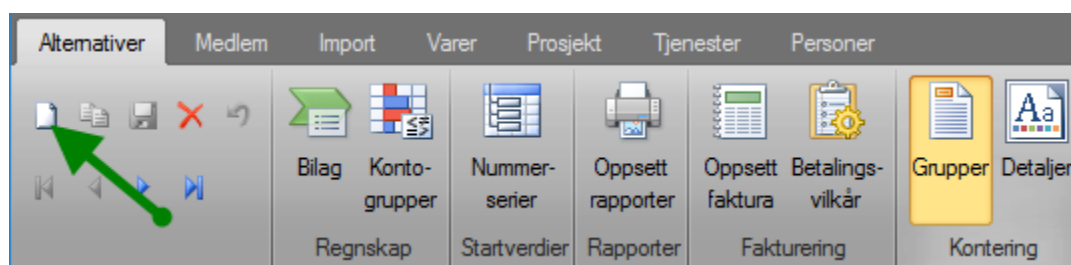 Alternativer Medlem Import Varer Prosjekt Tjenester Personer
Bilag Konto- Nummer- Oppsett Oppsett Betalings- Grupper Detaljer
grupper serier rapporter faktura vilkår
Regnskap Startverdier Rapporter Fakturering Kontering